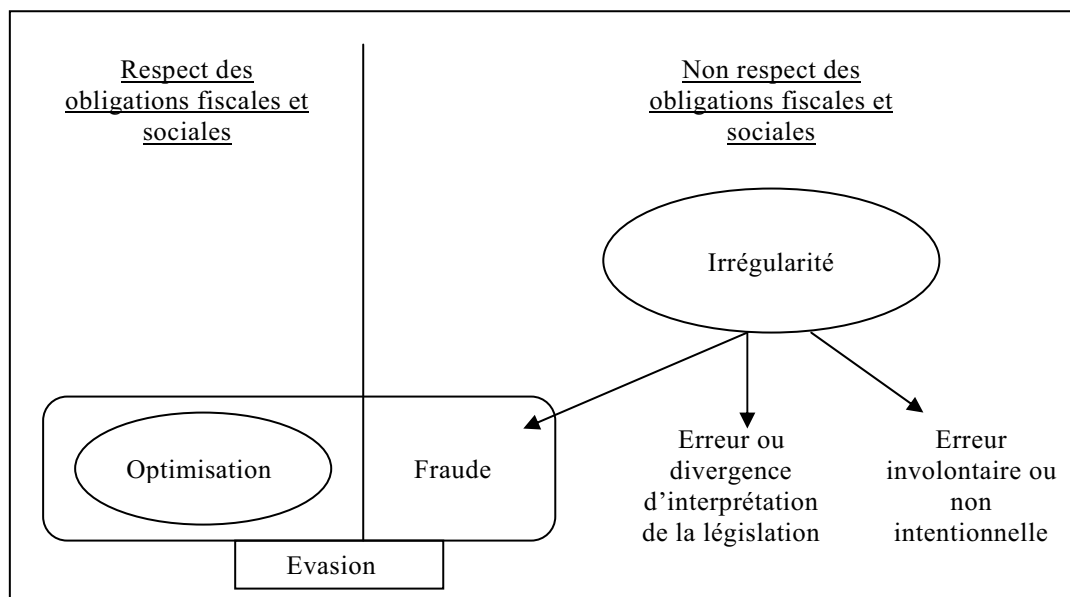 Respect des
obligations fiscales et
sociales
Non respect des
obligations fiscales et
sociales
Irrégularité
Optimisation
Fraude
Erreur ou
divergence
d’interprétation
de la législation
Erreur
involontaire ou
non
intentionnelle
Evasion